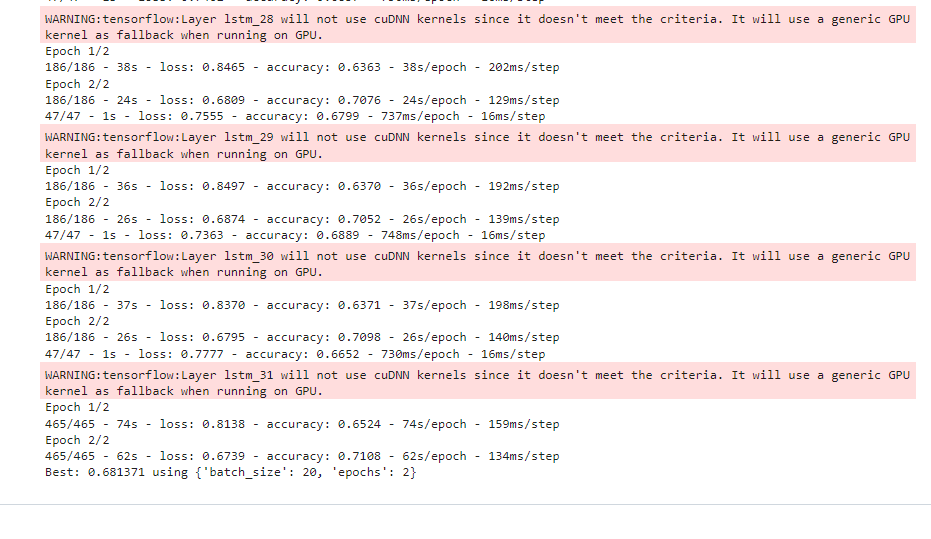 WARNING:tensorflow:Layer lstm_28 will not use cuDNN kernels since it doesn't meet the criteria. It will use a generic GPU
kernel as fallback when running on GPU.
Epoch 1/2
186/186 - 38s - loss: 0.8465 - accuracy: 0.6363 - 38s/epoch - 202ms/step
Epoch 2/2
186/186 - 24s - loss: 0.6809 - accuracy: 0.7076 - 24s/epoch - 129ms/step
47/47 - 1s - loss: 0.7555 - accuracy: 0.6799 - 737ms/epoch - 16ms/step
WARNING:tensorflow:Layer lstm_29 will not use cuDNN kernels since it doesn't meet the criteria. It will use a generic GPU
kernel as fallback when running on GPU.
Epoch 1/2
186/186 - 36s - loss: 0.8497 - accuracy: 0.6370 - 36s/epoch - 192ms/step
Epoch 2/2
186/186 - 26s - loss: 0.6874 - accuracy: 0.7052 - 26s/epoch - 139ms/step
47/47 - 1s - loss: 0.7363 - accuracy: 0.6889 - 748ms/epoch - 16ms/step
WARNING:tensorflow:Layer lstm_30 will not use cuDNN kernels since it doesn't meet the criteria. It will use a generic GPU
kernel as fallback when running on GPU.
Epoch 1/2
186/186 - 37s - loss: 0.8370 - accuracy: 0.6371 - 37s/epoch - 198ms/step
Epoch 2/2
186/186 - 26s - loss: 0.6795 - accuracy: 0.7098 - 26s/epoch - 140ms/step
47/47 - 1s - loss: 0.7777 - accuracy: 0.6652 - 730ms/epoch - 16ms/step
WARNING:tensorflow:Layer lstm_31 will not use cuDNN kernels since it doesn't meet the criteria. It will use a generic GPU
kernel as fallback when running on GPU.
Epoch 1/2
465/465 - 74s - loss: 0.8138 - accuracy: 0.6524 - 74s/epoch - 159ms/step
Epoch 2/2
465/465 - 62s - loss: 0.6739 - accuracy: 0.7108 - 62s/epoch - 134ms/step
Best: 0.681371 using {'batch_size': 20, 'epochs': 2}